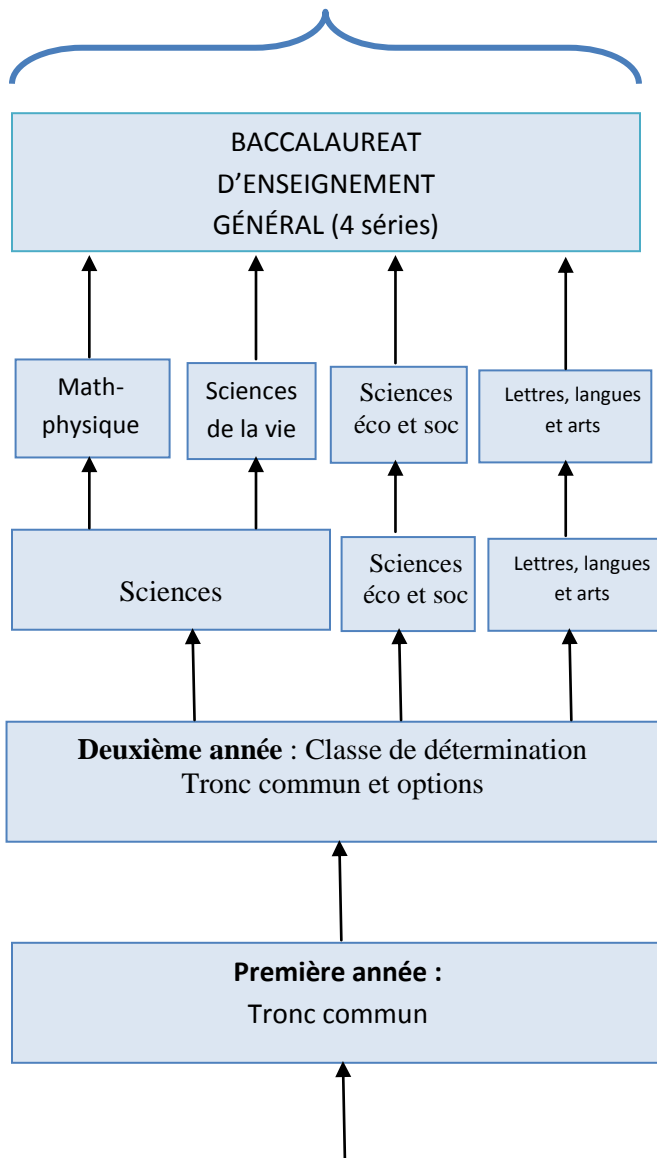 BACCALAUREAT
D’ENSEIGNEMENT
GÉNÉRAL (4 séries)
Math-
physique
Sciences
de la vie
Sciences
éco et soc
Lettres, langues
et arts
Sciences
Sciences
éco et soc
Lettres, langues
et arts
Deuxième année : Classe de détermination
Tronc commun et options
Première année :
Tronc commun